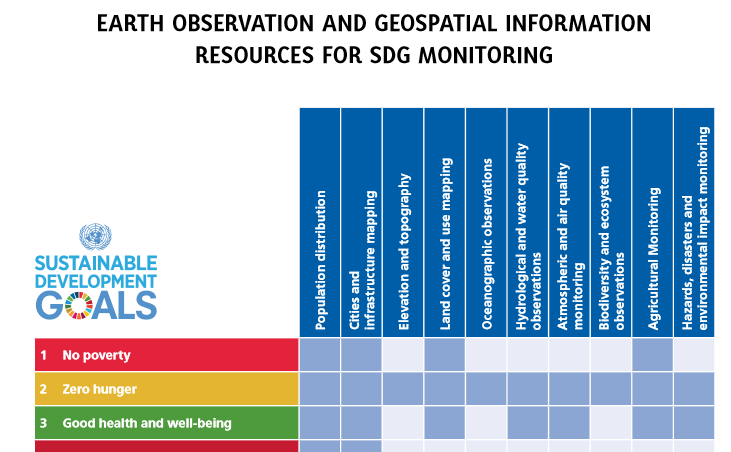 EARTH OBSERVATION AND GEOSPATIAL INFORMATION
RESOURCES FOR SDG MONITORING
SUSTAINABLE
DEVELOPMENT
GOALS
Population distribution
Cities and
infrastructure mapping
Elevation and topography
Land cover and use mapping
Oceanographic observations
Hydrological and water quality
observations
Atmospheric and air quality
monitoring
Biodiversity and ecosystem
observations
Agricultural Monitoring
Hazards, disasters and
environmental impact monitoring
1 No poverty
2 Zero hunger
3 Good health and well-being